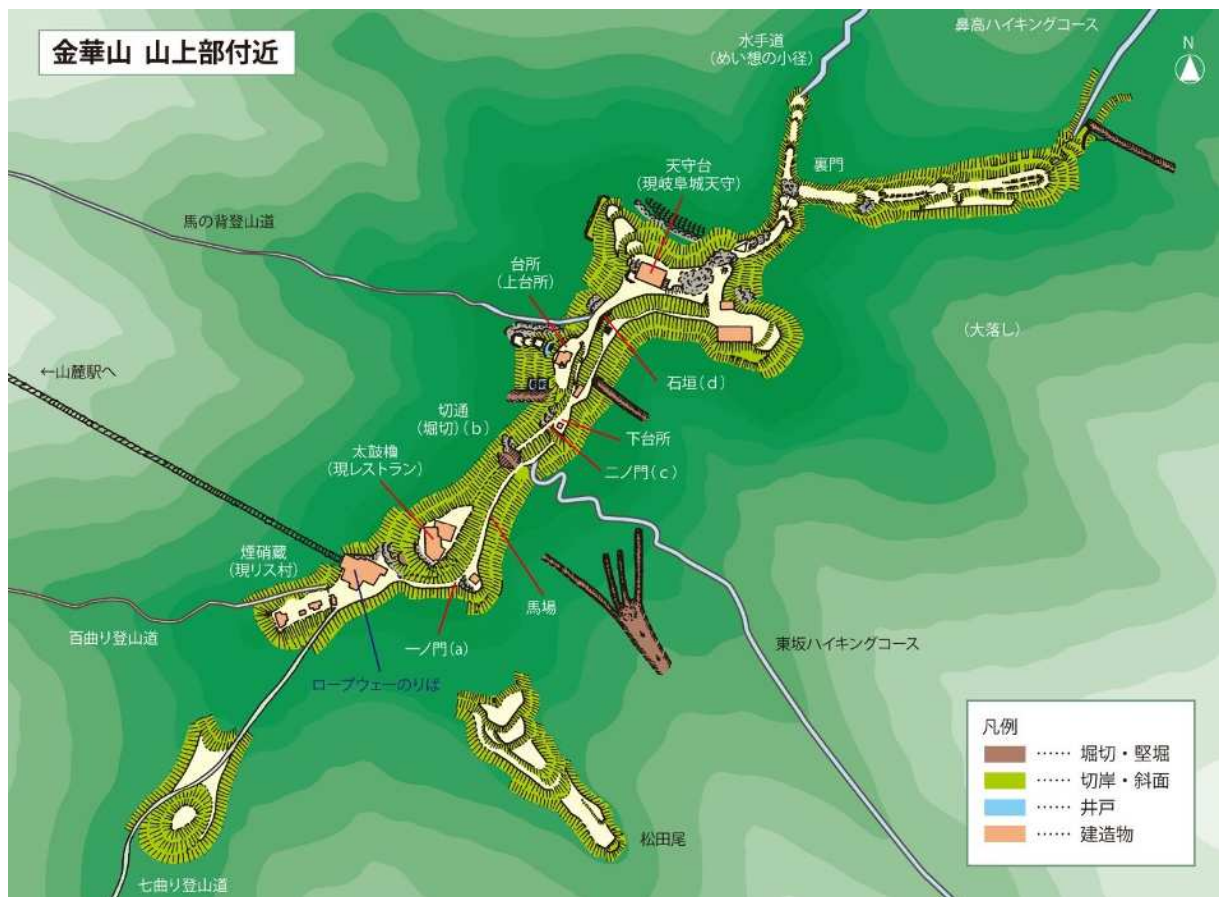 金華山 山上部付近
鼻高ハイキングコース
水手道
(めい想の小径)
N
裏門
天守台
(現岐阜城天守)
馬の背登山道
台所
(上台所)
(大落し)
←山麓駅へ
石垣(d)
切通
(堀切)(b)
下台所
太鼓櫓
(現レストラン)
二ノ門(c)
煙硝蔵
(現リス村)
馬場
百曲り登山道
一ノ門(a)
東坂ハイキングコース
ロープウェーのりば
松田尾
七曲り登山道
凡例
……堀切・竪堀
……切岸・斜面
……井戸
……建造物